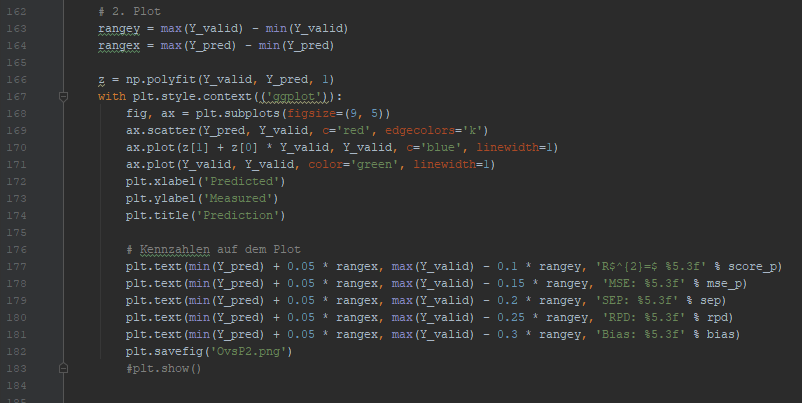 162 # 2. Plot
163 rangey = max(Y_valid) - min(Y_valid)
164 rangex = max(Y_pred) - min(Y_pred)
165
166 z = np.polyfit(Y_valid, Y_pred, 1)
167 with plt.style.context(('ggplot')):
168 fig, ax = plt.subplots(figsize=(9, 5))
169 ax.scatter(Y_pred, Y_valid, c='red', edgecolors='k')
170 ax.plot(z[1] + z[0] * Y_valid, Y_valid, c='blue', linewidth=1)
171 ax.plot(Y_valid, Y_valid, color='green', linewidth=1)
172 plt.xlabel('Predicted')
173 plt.ylabel('Measured')
174 plt.title('Prediction')
175
176 # Kennzahlen auf dem Plot
177 plt.text(min(Y_pred) + 0.05 * rangex, max(Y_valid) - 0.1 * rangey, 'R$^{2}=$ %5.3f' % score_p)
178 plt.text(min(Y_pred) + 0.05 * rangex, max(Y_valid) - 0.15 * rangey, 'MSE: %5.3f' % mse_p)
179 plt.text(min(Y_pred) + 0.05 * rangex, max(Y_valid) - 0.2 * rangey, 'SEP: %5.3f' % sep)
180 plt.text(min(Y_pred) + 0.05 * rangex, max(Y_valid) - 0.25 * rangey, 'RPD: %5.3f' % rpd)
181 plt.text(min(Y_pred) + 0.05 * rangex, max(Y_valid) - 0.3 * rangey, 'Bias: %5.3f' % bias)
182 plt.savefig('OvsP2.png')
183 #plt.show()
184